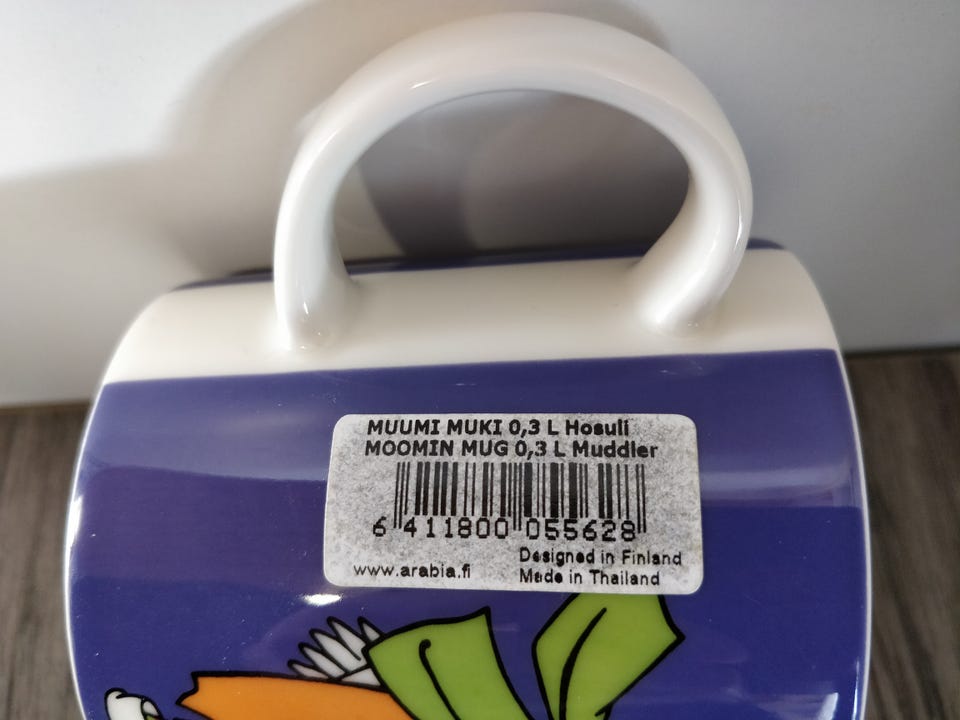 MUUMI MUKI 0,3 L Hosuli
MOOMIN MUG 0,3 L Muddler
6 411800 055628
Designed in Finland
www.arabia.fi Made in Thailand